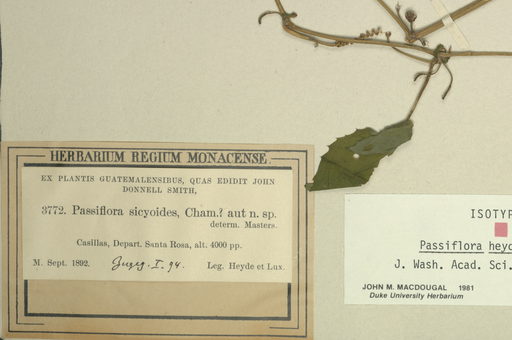 HERBARIUM REGIUM MONACENSE.
EX PLANTIS GUATEMALENSIBUS, QUAS EDIDIT JOHN
DONNELL SMITH,
3772. Passiflora sicyoides, Cham.? aut n. sp.
determ. Masters.
Casillas, Depart. Santa Rosa, alt. 4000 pp.
M. Sept. 1892. I. 94. Leg. Heyde et Lux.
ISOTYP
Passiflora heyd
J. Wash. Acad. Sci.
JOHN M. MACDOUGAL 1981
Duke University Herbarium